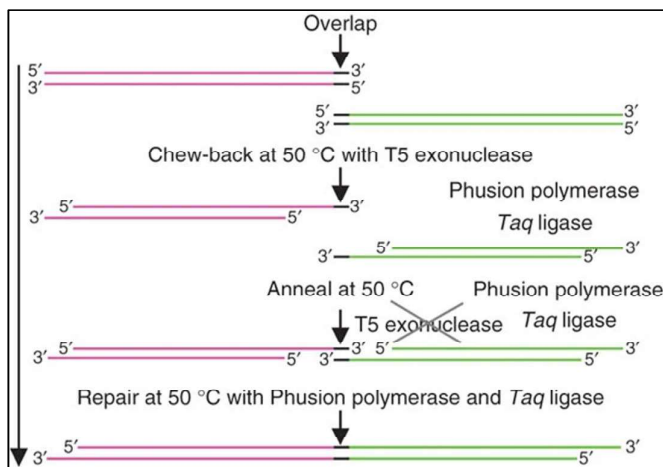 Overlap
5′ 3′
3′ 5′
5′ 3′
3′ 5′
Chew-back at 50 °C with T5 exonuclease
5′ 3′
3′ 5′
Phusion polymerase
Taq ligase
5′ 3′
3′ 5′
Anneal at 50 °C Phusion polymerase
T5 exonuclease Taq ligase
5′ 3′ 5′ 3′
3′ 5′ 3′ 5′
Repair at 50 °C with Phusion polymerase and Taq ligase
5′ 3′
3′ 5′